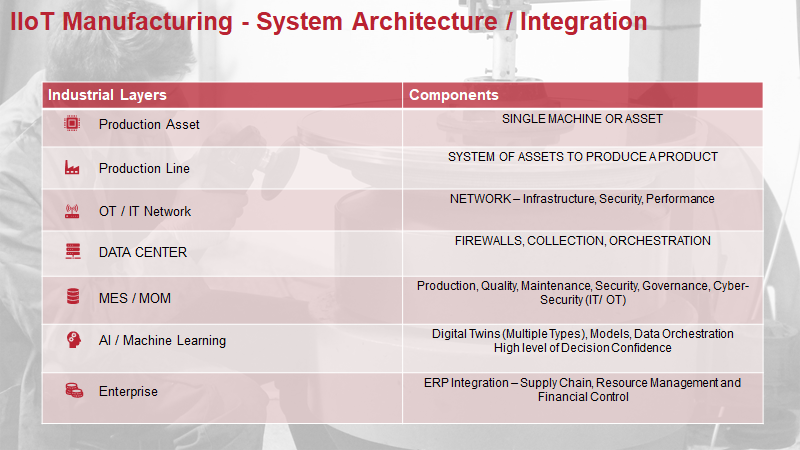 IIoT Manufacturing - System Architecture / Integration
Industrial Layers
Components
Production Asset
SINGLE MACHINE OR ASSET
Production Line
SYSTEM OF ASSETS TO PRODUCE A PRODUCT
OT / IT Network
NETWORK – Infrastructure, Security, Performance
DATA CENTER
FIREWALLS, COLLECTION, ORCHESTRATION
MES / MOM
Production, Quality, Maintenance, Security, Governance, Cyber-
Security (IT/ OT)
AI / Machine Learning
Digital Twins (Multiple Types), Models, Data Orchestration
High level of Decision Confidence
Enterprise
ERP Integration – Supply Chain, Resource Management and
Financial Control